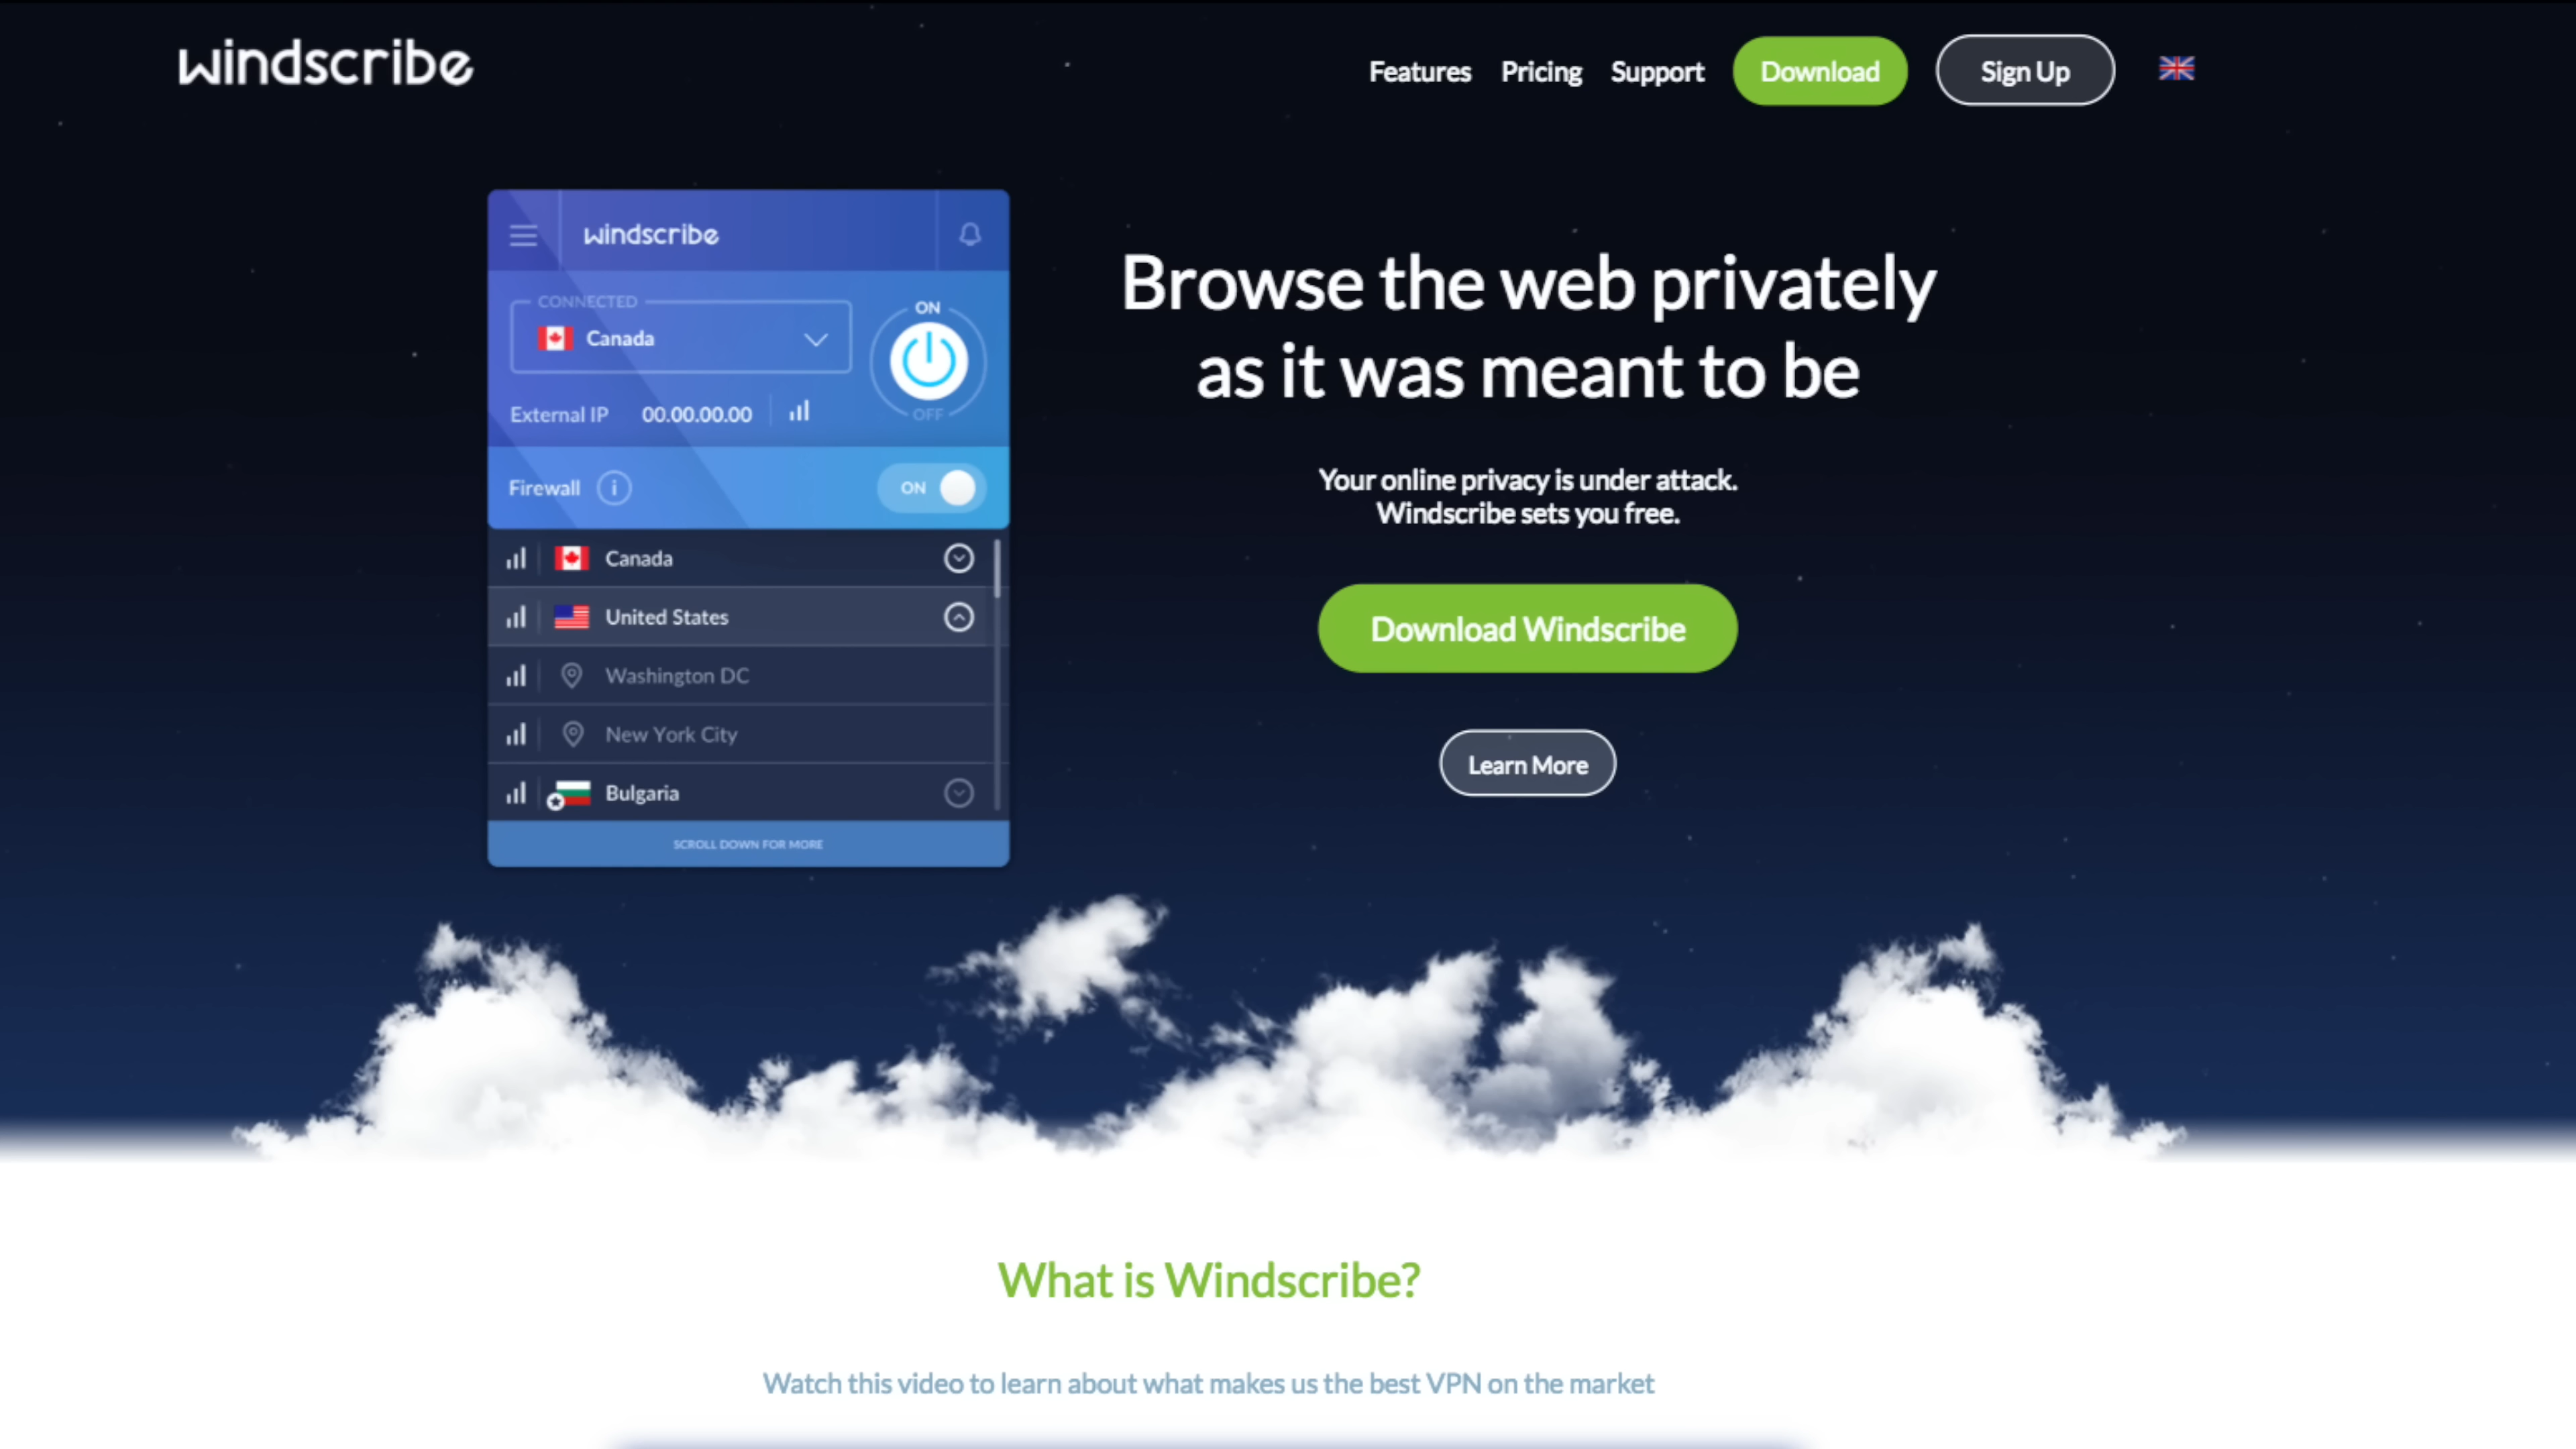 windscribe
Features Pricing Support Download Sign Up
windscribe
CONNECTED
Canada
ON
OFF
External IP 00.00.00.00
Firewall i ON
Canada
United States
Washington DC
New York City
Bulgaria
SCROLL DOWN FOR MORE
Browse the web privately
as it was meant to be
Your online privacy is under attack.
Windscribe sets you free.
Download Windscribe
Learn More
What is Windscribe?
Watch this video to learn about what makes us the best VPN on the market